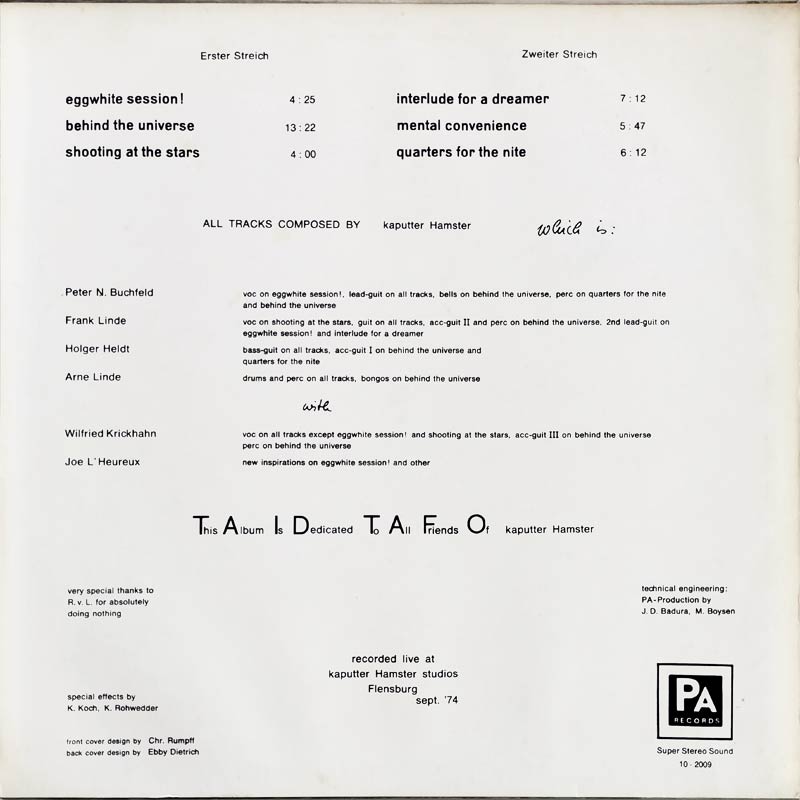 Erster Streich
eggwhite session! 4 : 25
behind the universe 13 : 22
shooting at the stars 4 : 00
Zweiter Streich
interlude for a dreamer 7 : 12
mental convenience 5 : 47
quarters for the nite 6 : 12
ALL TRACKS COMPOSED BY kaputter Hamster which is:
Peter N. Buchfeld voc on eggwhite session!, lead-guit on all tracks, bells on behind the universe, perc on quarters for the nite
and behind the universe
Frank Linde voc on shooting at the stars, guit on all tracks, acc-guit II and perc on behind the universe, 2nd lead-guit on
eggwhite session! and interlude for a dreamer
Holger Heldt bass-guit on all tracks, acc-guit I on behind the universe and
quarters for the nite
Arne Linde drums and perc on all tracks, bongos on behind the universe
with
Wilfried Krickhahn voc on all tracks except eggwhite session! and shooting at the stars, acc-guit III on behind the universe
perc on behind the universe
Joe L'Heureux new inspirations on eggwhite session! and other
This Album Is Dedicated To All Friends Of kaputter Hamster
very special thanks to
R. v. L. for absolutely
doing nothing
technical engineering:
PA-Production by
J. D. Badura, M. Boysen
recorded live at
kaputter Hamster studios
Flensburg
sept. '74
special effects by
K. Koch, K. Rohwedder
front cover design by Chr. Rumpff
back cover design by Ebby Dietrich
PA
RECORDS
Super Stereo Sound
10 - 2009